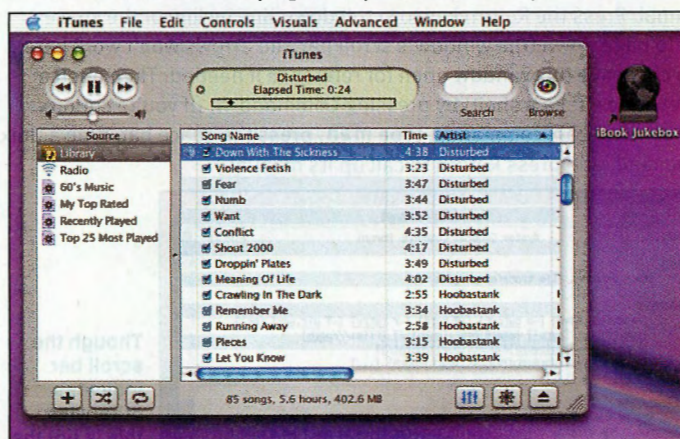 iTunes File Edit Controls Visuals Advanced Window Help
iTunes
Disturbed
Elapsed Time: 0:24
Search Browse
iBook Jukebox
Source Song Name Time Artist
Library Down With The Sickness 4:38 Disturbed
Radio Violence Fetish 3:23 Disturbed
60's Music Fear 3:47 Disturbed
My Top Rated Numb 3:44 Disturbed
Recently Played Want 3:52 Disturbed
Top 25 Most Played Conflict 4:35 Disturbed
Shout 2000 4:17 Disturbed
Droppin' Plates 3:49 Disturbed
Meaning Of Life 4:02 Disturbed
Crawling In The Dark 2:55 Hoobastank
Remember Me 3:34 Hoobastank
Running Away 2:58 Hoobastank
Pieces 3:15 Hoobastank
Let You Know 3:39 Hoobastank
85 songs, 5.6 hours, 402.6 MB